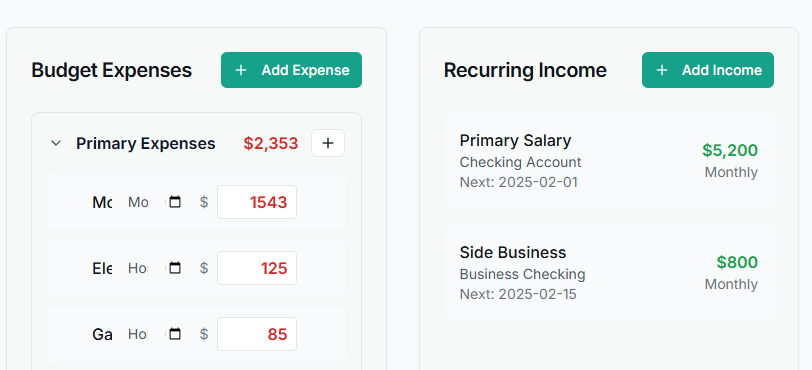 Budget Expenses
+ Add Expense
Primary Expenses $2,353 +
Mo $ 1543
Ele Ho $ 125
Ga Ho $ 85
Recurring Income
+ Add Income
Primary Salary
Checking Account
Next: 2025-02-01
$5,200
Monthly
Side Business
Business Checking
Next: 2025-02-15
$800
Monthly